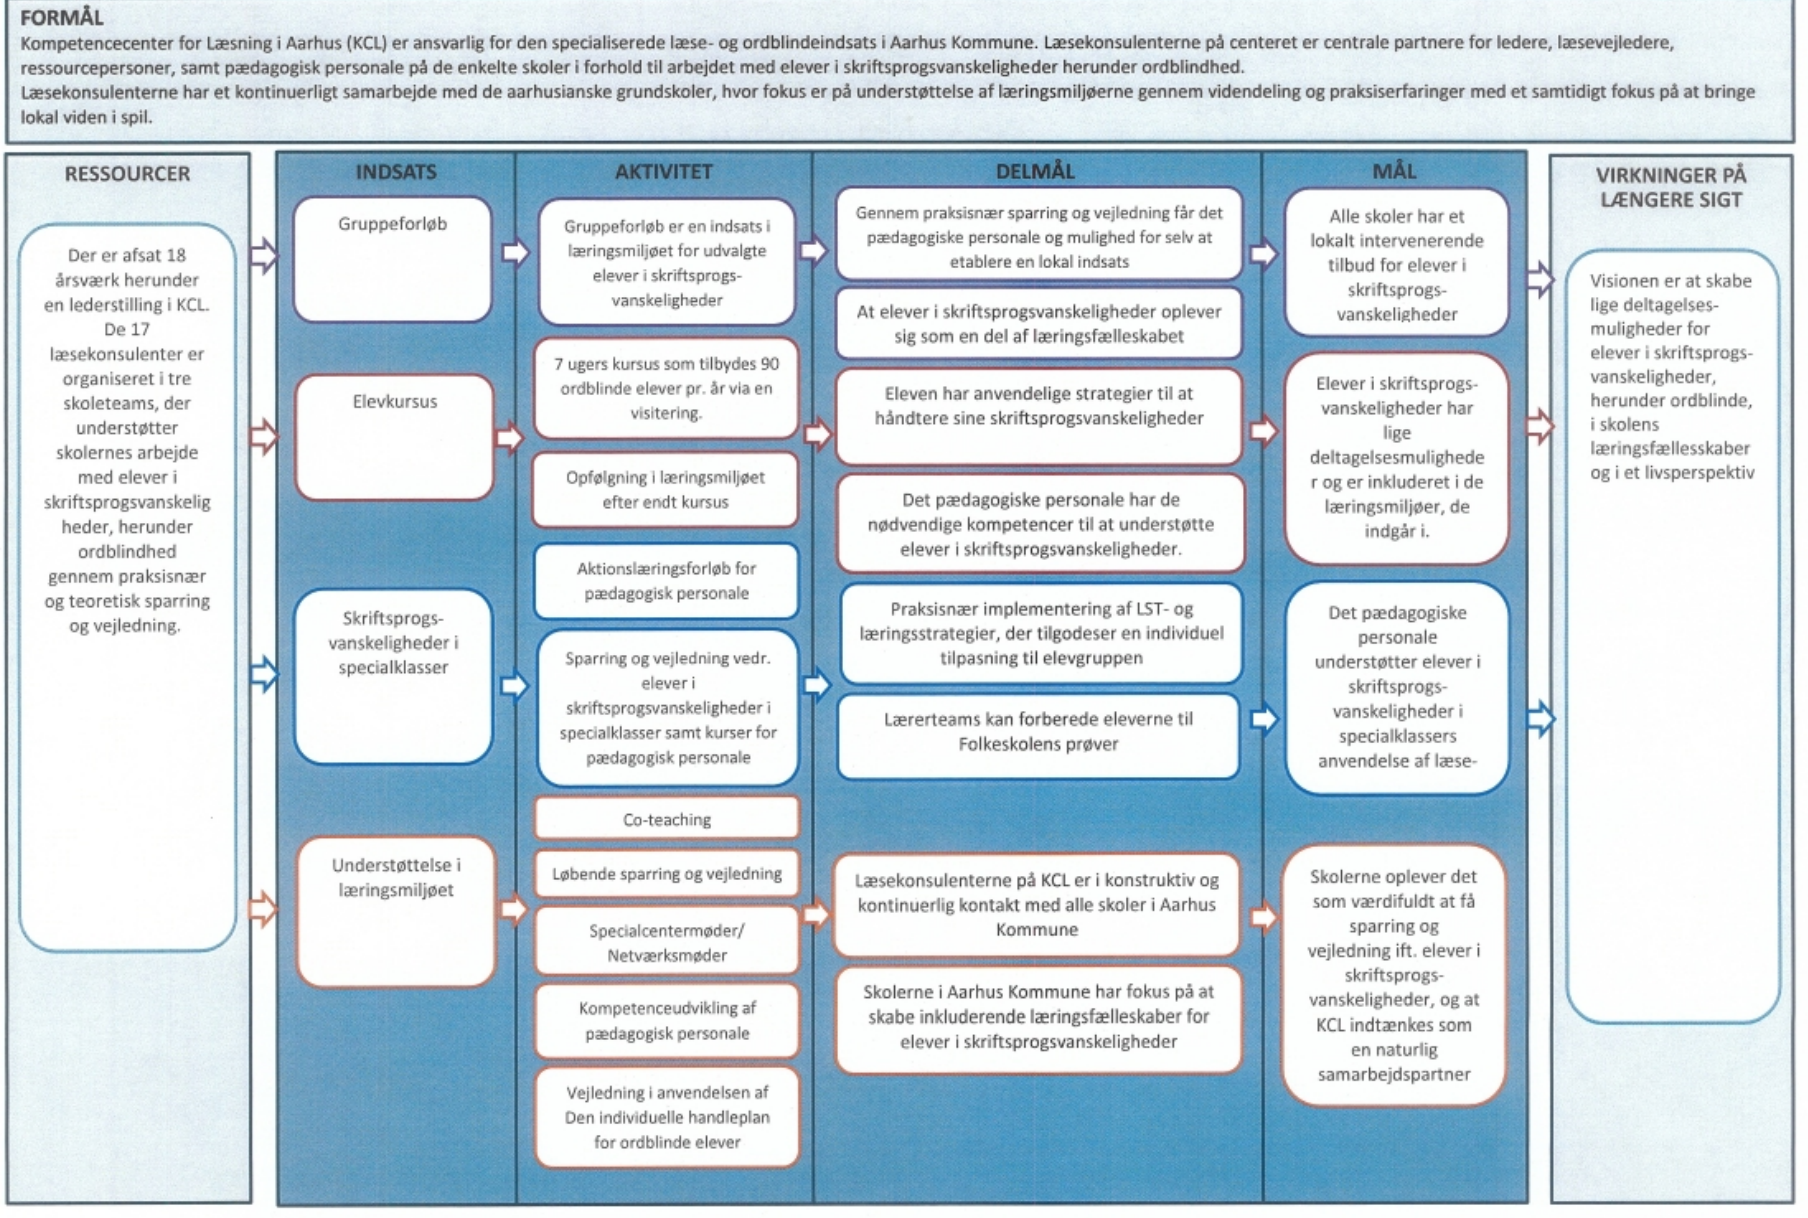 FORMÅL
Kompetencecenter for Læsning i Aarhus (KCL) er ansvarlig for den specialiserede læse- og ordblindeindsats i Aarhus Kommune. Læsekonsulenterne på centeret er centrale partnere for ledere, læsevejledere,
ressourcepersoner, samt pædagogisk personale på de enkelte skoler i forhold til arbejdet med elever i skriftsprogsvanskeligheder herunder ordblindhed.
Læsekonsulenterne har et kontinuerligt samarbejde med de aarhusianske grundskoler, hvor fokus er på understøttelse af læringsmiljøerne gennem videndeling og praksiserfaringer med et samtidigt fokus på at bringe
lokal viden i spil.
RESSOURCER
Der er afsat 18
årsværk herunder
en lederstilling i KCL.
De 17
læsekonsulenter er
organiseret i tre
skoleteams, der
understøtter
skolernes arbejde
med elever i
skriftsprogsvanskelig
heder, herunder
ordblindhed
gennem praksisnær
og teoretisk sparring
og vejledning.
INDSATS
Gruppeforløb
Elevkursus
Skriftsprogs-
vanskeligheder i
specialklasser
Understøttelse i
læringsmiljøet
AKTIVITET
Gruppeforløb er en indsats i
læringsmiljøet for udvalgte
elever i skriftsprogs-
vanskeligheder
7 ugers kursus som tilbydes 90
ordblinde elever pr. år via en
visitering.
Opfølgning i læringsmiljøet
efter endt kursus
Aktionslæringsforløb for
pædagogisk personale
Sparring og vejledning vedr.
elever i
skriftsprogsvanskeligheder i
specialklasser samt kurser for
pædagogisk personale
Co-teaching
Løbende sparring og vejledning
Specialcentermøder/
Netværksmøder
Kompetenceudvikling af
pædagogisk personale
Vejledning i anvendelsen af
Den individuelle handleplan
for ordblinde elever
DELMÅL
Gennem praksisnær sparring og vejledning får det
pædagogiske personale og mulighed for selv at
etablere en lokal indsats
At elever i skriftsprogsvanskeligheder oplever
sig som en del af læringsfælleskabet
Eleven har anvendelige strategier til at
håndtere sine skriftsprogsvanskeligheder
Det pædagogiske personale har de
nødvendige kompetencer til at understøtte
elever i skriftsprogsvanskeligheder.
Praksisnær implementering af LST- og
læringsstrategier, der tilgodeser en individuel
tilpasning til elevgruppen
Lærerteams kan forberede eleverne til
Folkeskolens prøver
Læsekonsulenterne på KCL er i konstruktiv og
kontinuerlig kontakt med alle skoler i Aarhus
Kommune
Skolerne i Aarhus Kommune har fokus på at
skabe inkluderende læringsfælleskaber for
elever i skriftsprogsvanskeligheder
MÅL
Alle skoler har et
lokalt intervenerende
tilbud for elever i
skriftsprogs-
vanskeligheder
Elever i skriftsprogs-
vanskeligheder har
lige
deltagelsesmulighede
r og er inkluderet i de
læringsmiljøer, de
indgår i.
Det pædagogiske
personale
understøtter elever i
skriftsprogs-
vanskeligheder i
specialklassers
anvendelse af læse-
Skolerne oplever det
som værdifuldt at få
sparring og
vejledning ift. elever i
skriftsprogs-
vanskeligheder, og at
KCL indtænkes som
en naturlig
samarbejdspartner
VIRKNINGER PÅ
LÆNGERE SIGT
Visionen er at skabe
lige deltagelses-
muligheder for
elever i skriftsprogs-
vanskeligheder,
herunder ordblinde,
i skolens
læringsfællesskaber
og i et livsperspektiv